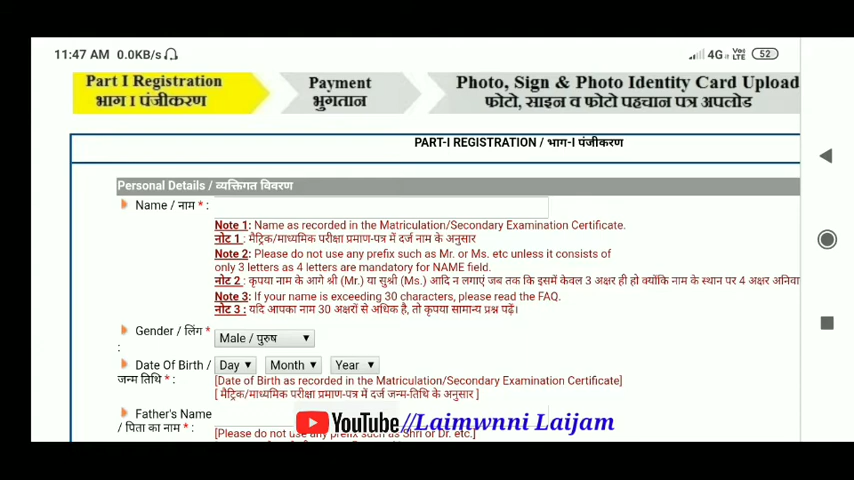 11:47 AM 0.0KB/s 4G Vo LTE 52
Part I Registration
भाग I पंजीकरण
Payment
भुगतान
Photo, Sign & Photo Identity Card Upload
फोटो, साइन व फोटो पहचान पत्र अपलोड
PART-I REGISTRATION / भाग-I पंजीकरण
Personal Details / व्यक्तिगत विवरण
Name / नाम * :
Note 1: Name as recorded in the Matriculation/Secondary Examination Certificate.
नोट 1 : मैट्रिक/माध्यमिक परीक्षा प्रमाण-पत्र में दर्ज नाम के अनुसार
Note 2: Please do not use any prefix such as Mr. or Ms. etc unless it consists of
only 3 letters as 4 letters are mandatory for NAME field.
नोट 2 : कृपया नाम के आगे श्री (Mr.) या सुश्री (Ms.) आदि न लगाएं जब तक कि इसमें केवल 3 अक्षर ही हो क्योंकि नाम के स्थान पर 4 अक्षर अनिवा
Note 3: If your name is exceeding 30 characters, please read the FAQ.
नोट 3 : यदि आपका नाम 30 अक्षरों से अधिक है, तो कृपया सामान्य प्रश्न पढ़ें।
Gender / लिंग *
:
Male / पुरुष
Date Of Birth /
जन्म तिथि * :
Day Month Year
[Date of Birth as recorded in the Matriculation/Secondary Examination Certificate]
[ मैट्रिक/माध्यमिक परीक्षा प्रमाण-पत्र में दर्ज जन्म-तिथि के अनुसार ]
Father's Name
/ पिता का नाम * :
YouTube//Laimwnni Laijam
[Please do not use any prefix such as Shri or Dr. etc.]